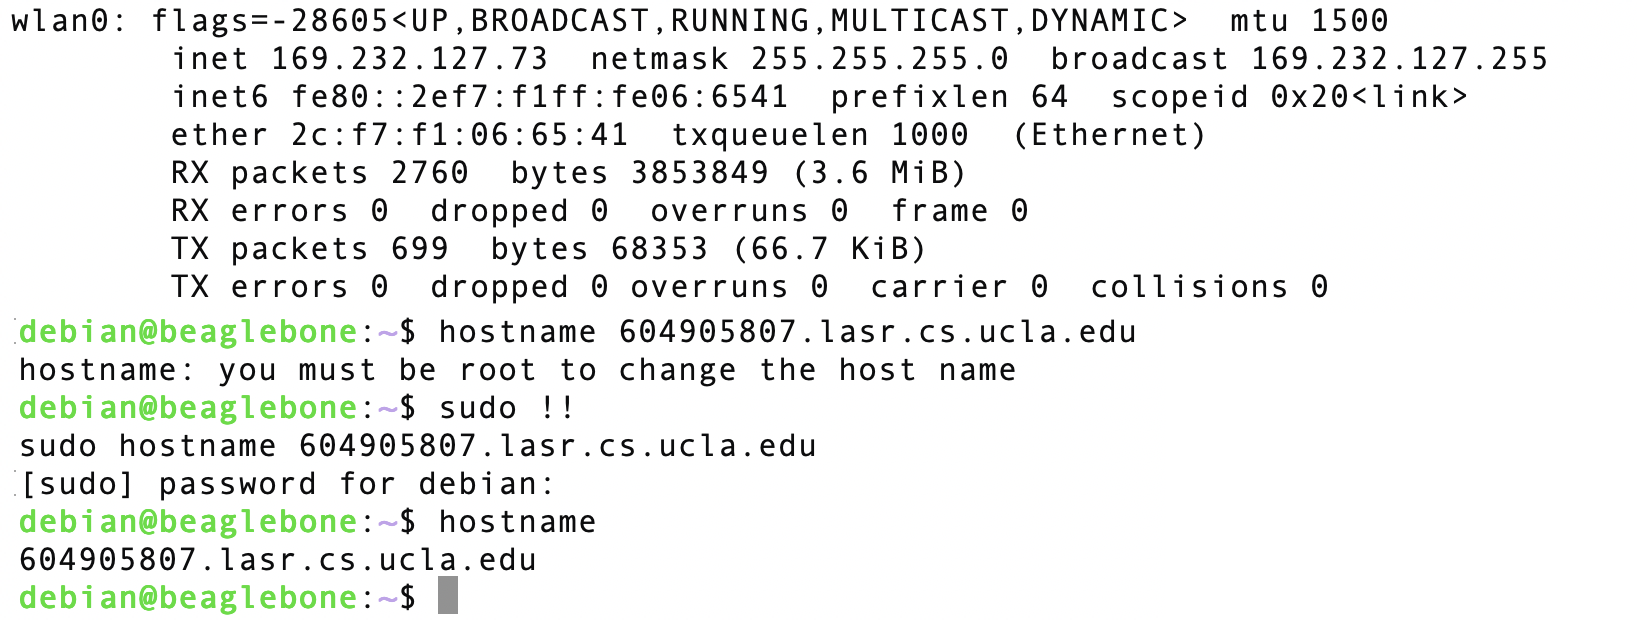 wlan0: flags=-28605<UP,BROADCAST,RUNNING,MULTICAST,DYNAMIC>  mtu 1500
        inet 169.232.127.73  netmask 255.255.255.0  broadcast 169.232.127.255
        inet6 fe80::2ef7:f1ff:fe06:6541  prefixlen 64  scopeid 0x20<link>
        ether 2c:f7:f1:06:65:41  txqueuelen 1000  (Ethernet)
        RX packets 2760  bytes 3853849 (3.6 MiB)
        RX errors 0  dropped 0  overruns 0  frame 0
        TX packets 699  bytes 68353 (66.7 KiB)
        TX errors 0  dropped 0 overruns 0  carrier 0  collisions 0
debian@beaglebone:~$ hostname 604905807.lasr.cs.ucla.edu
hostname: you must be root to change the host name
debian@beaglebone:~$ sudo !!
sudo hostname 604905807.lasr.cs.ucla.edu
[sudo] password for debian:
debian@beaglebone:~$ hostname
604905807.lasr.cs.ucla.edu
debian@beaglebone:~$